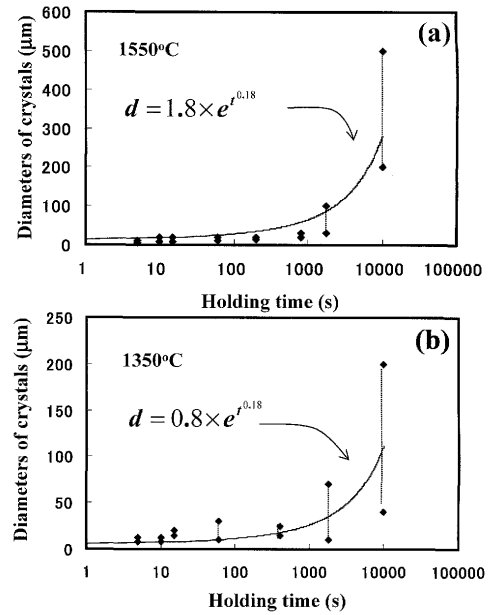 (a)
1550°C
d = 1.8 × e^{t^{0.18}}
Diameters of crystals (μm)
600
500
400
300
200
100
0
1 10 100 1000 10000 100000
Holding time (s)
(b)
1350°C
d = 0.8 × e^{t^{0.18}}
Diameters of crystals (μm)
250
200
150
100
50
0
1 10 100 1000 10000 100000
Holding time (s)